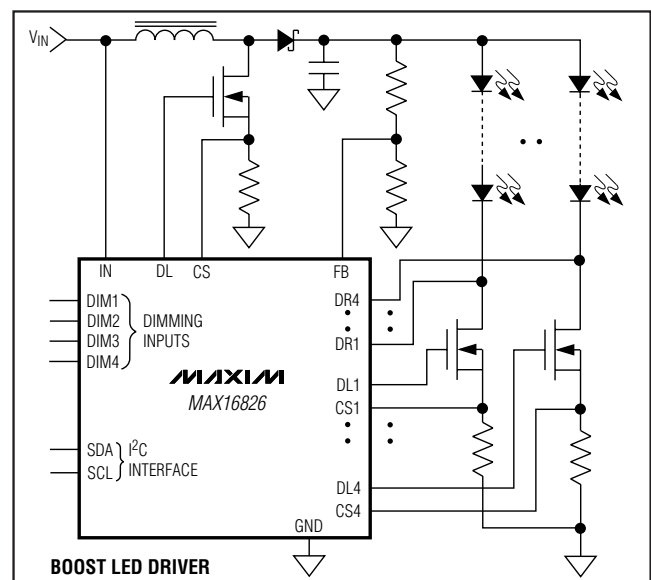 VIN
IN
DL
CS
FB
DIM1
DIM2
DIM3
DIM4
DIMMING
INPUTS
MAXIM
MAX16826
SDA
SCL
I²C
INTERFACE
DR4
DR1
DL1
CS1
DL4
CS4
GND
BOOST LED DRIVER